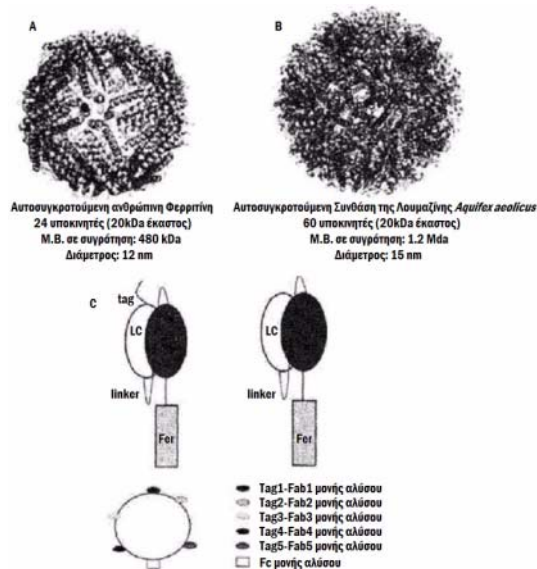 A
B
Αυτοσυγκροτούμενη ανθρώπινη Φερριτίνη
24 υποκινητές (20kDa έκαστος)
Μ.Β. σε συγρότηση: 480 kDa
Διάμετρος: 12 nm
Αυτοσυγκροτούμενη Συνθάση της Λουμαζίνης Aquifex aeolicus
60 υποκινητές (20kDa έκαστος)
Μ.Β. σε συγρότηση: 1.2 Mda
Διάμετρος: 15 nm
C
tag
LC
LC
linker
linker
Fer
Fer
Tag1-Fab1 μονής αλύσου
Tag2-Fab2 μονής αλύσου
Tag3-Fab3 μονής αλύσου
Tag4-Fab4 μονής αλύσου
Tag5-Fab5 μονής αλύσου
Fc μονής αλύσου